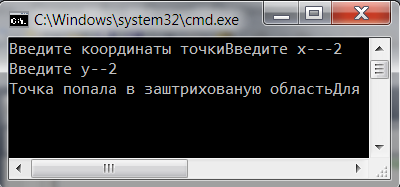 C:\Windows\system32\cmd.exe
Введите координаты точкиВведите x---2
Введите y--2
Точка попала в заштрихованую областьДля